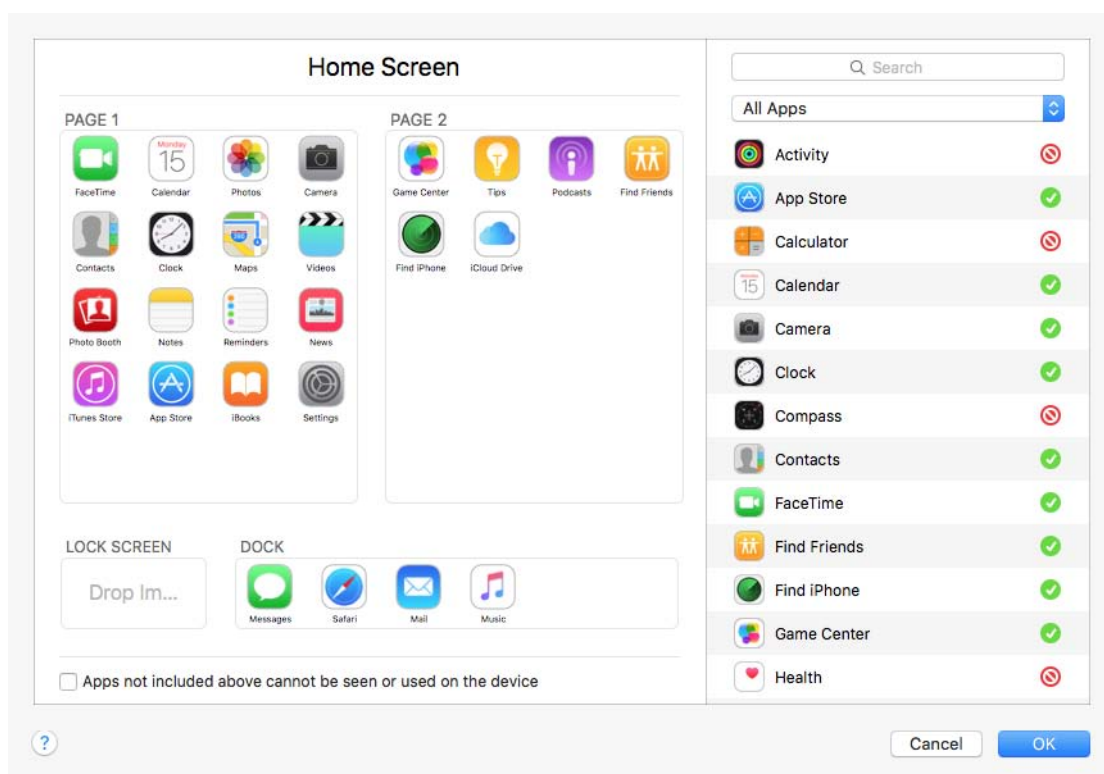 Home Screen
PAGE 1
FaceTime Calendar Photos Camera
Monday
15
Contacts Clock Maps Videos
280
Photo Booth Notes Reminders News
iTunes Store App Store iBooks Settings
PAGE 2
Game Center Tips Podcasts Find Friends
Find iPhone iCloud Drive
LOCK SCREEN
Drop Im...
DOCK
Messages Safari Mail Music
Apps not included above cannot be seen or used on the device
Search
All Apps
Activity
App Store
Calculator
Monday
15
Calendar
Camera
Clock
Compass
Contacts
FaceTime
Find Friends
Find iPhone
Game Center
Health
?
Cancel
OK